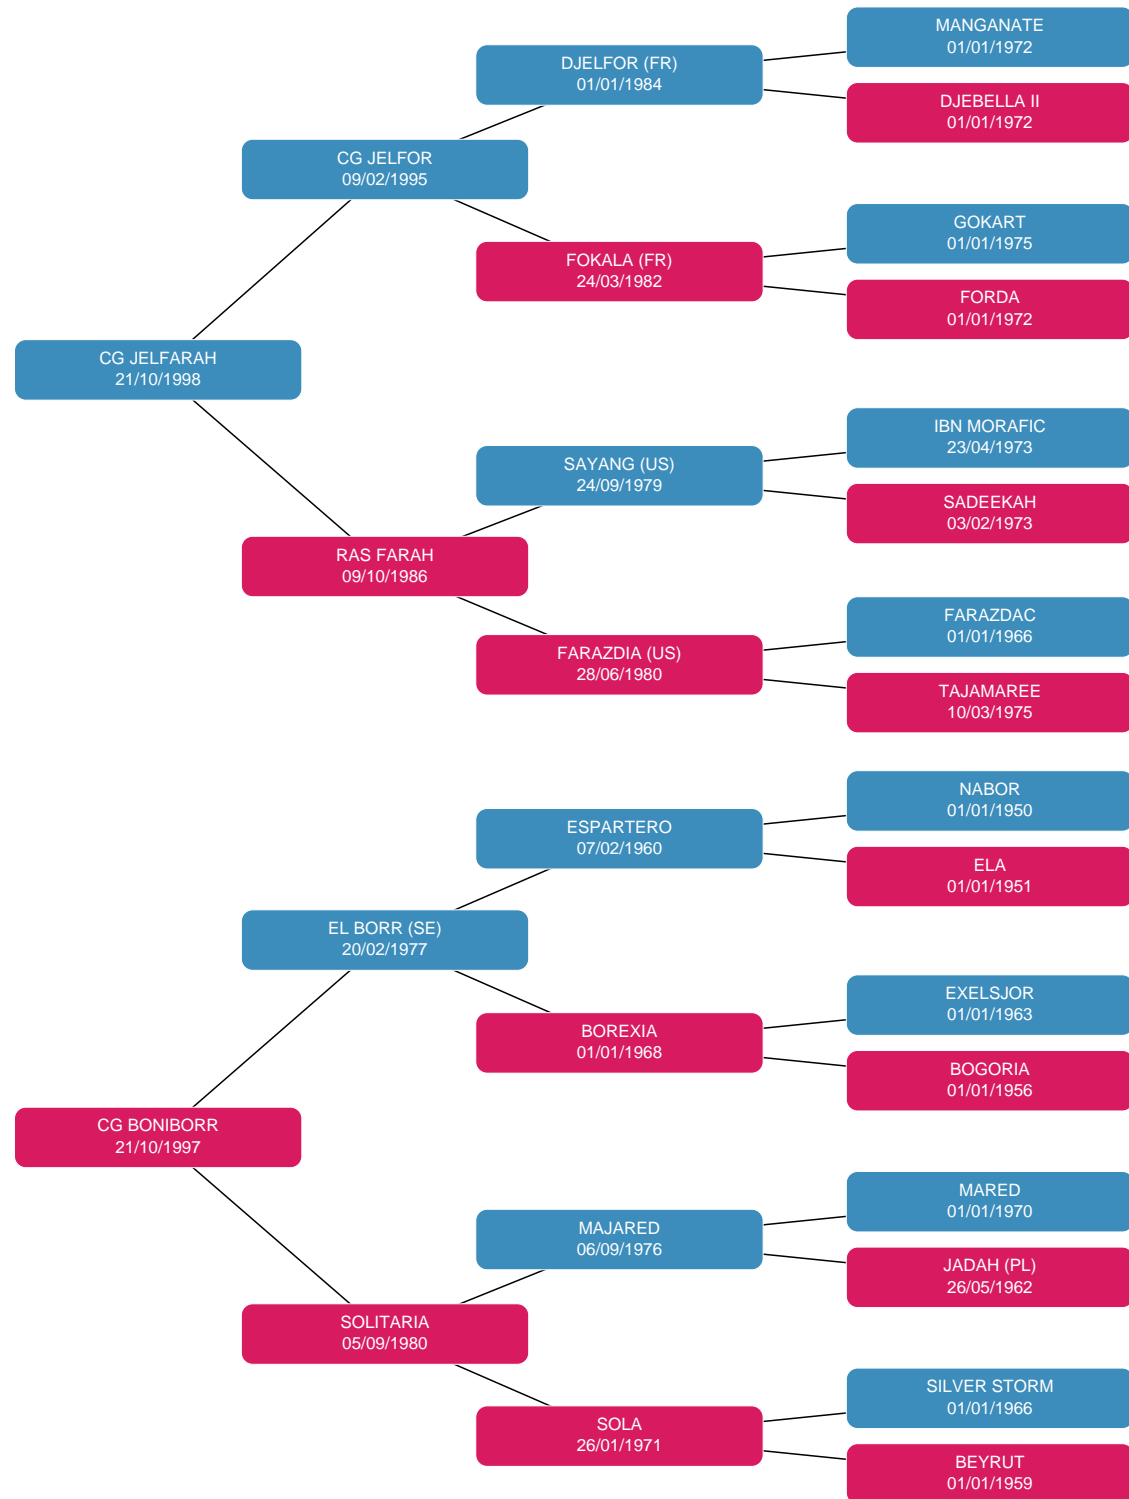 MANGANATE
01/01/1972
DJELFOR (FR)
01/01/1984
DJEBELLA II
01/01/1972
CG JELFOR
09/02/1995
GOKART
01/01/1975
FOKALA (FR)
24/03/1982
FORDA
01/01/1972
CG JELFARAH
21/10/1998
IBN MORAFIC
23/04/1973
SAYANG (US)
24/09/1979
SADEEKAH
03/02/1973
RAS FARAH
09/10/1986
FARAZDAC
01/01/1966
FARAZDIA (US)
28/06/1980
TAJAMAREE
10/03/1975
NABOR
01/01/1950
ESPARTERO
07/02/1960
ELA
01/01/1951
EL BORR (SE)
20/02/1977
EXELSJOR
01/01/1963
BOREXIA
01/01/1968
BOGORIA
01/01/1956
CG BONIBORR
21/10/1997
MARED
01/01/1970
MAJARED
06/09/1976
JADAH (PL)
26/05/1962
SOLITARIA
05/09/1980
SILVER STORM
01/01/1966
SOLA
26/01/1971
BEYRUT
01/01/1959